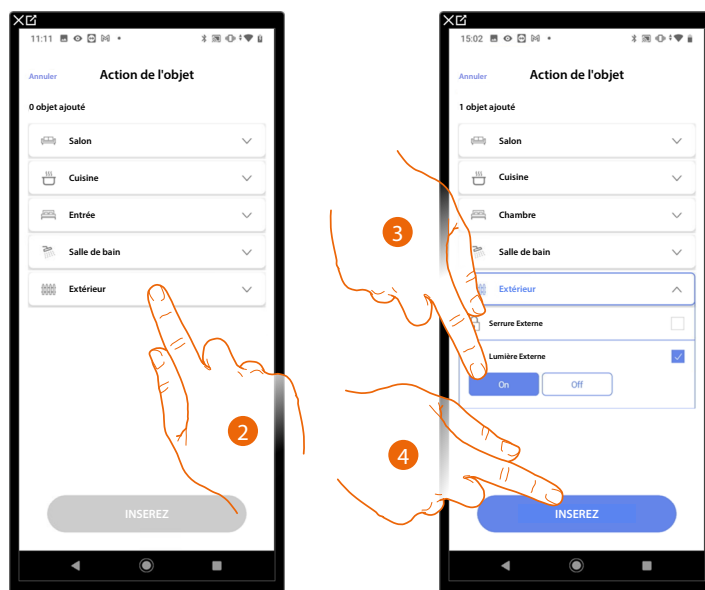 11:11
Annuler Action de l'objet
0 objet ajouté
Salon
Cuisine
Entrée
Salle de bain
Extérieur
2
INSEREZ
15:02
Annuler Action de l'objet
1 objet ajouté
Salon
Cuisine
Chambre
3
Salle de bain
Extérieur
Serrure Externe
Lumière Externe
On Off
4
INSEREZ